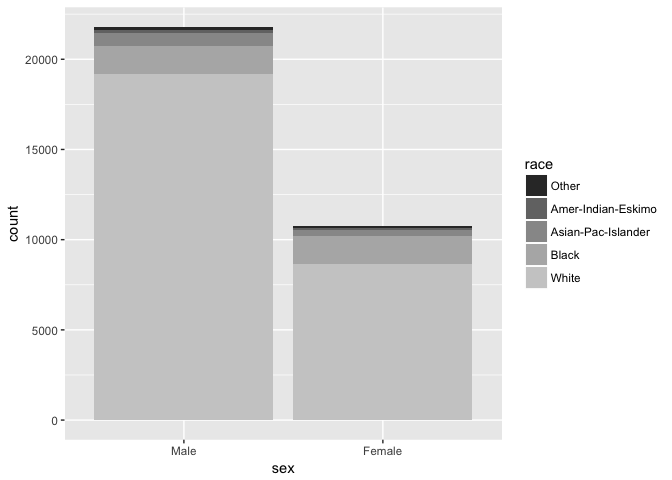 20000
15000
10000
5000
0
count
Male
Female
sex
race
Other
Amer-Indian-Eskimo
Asian-Pac-Islander
Black
White